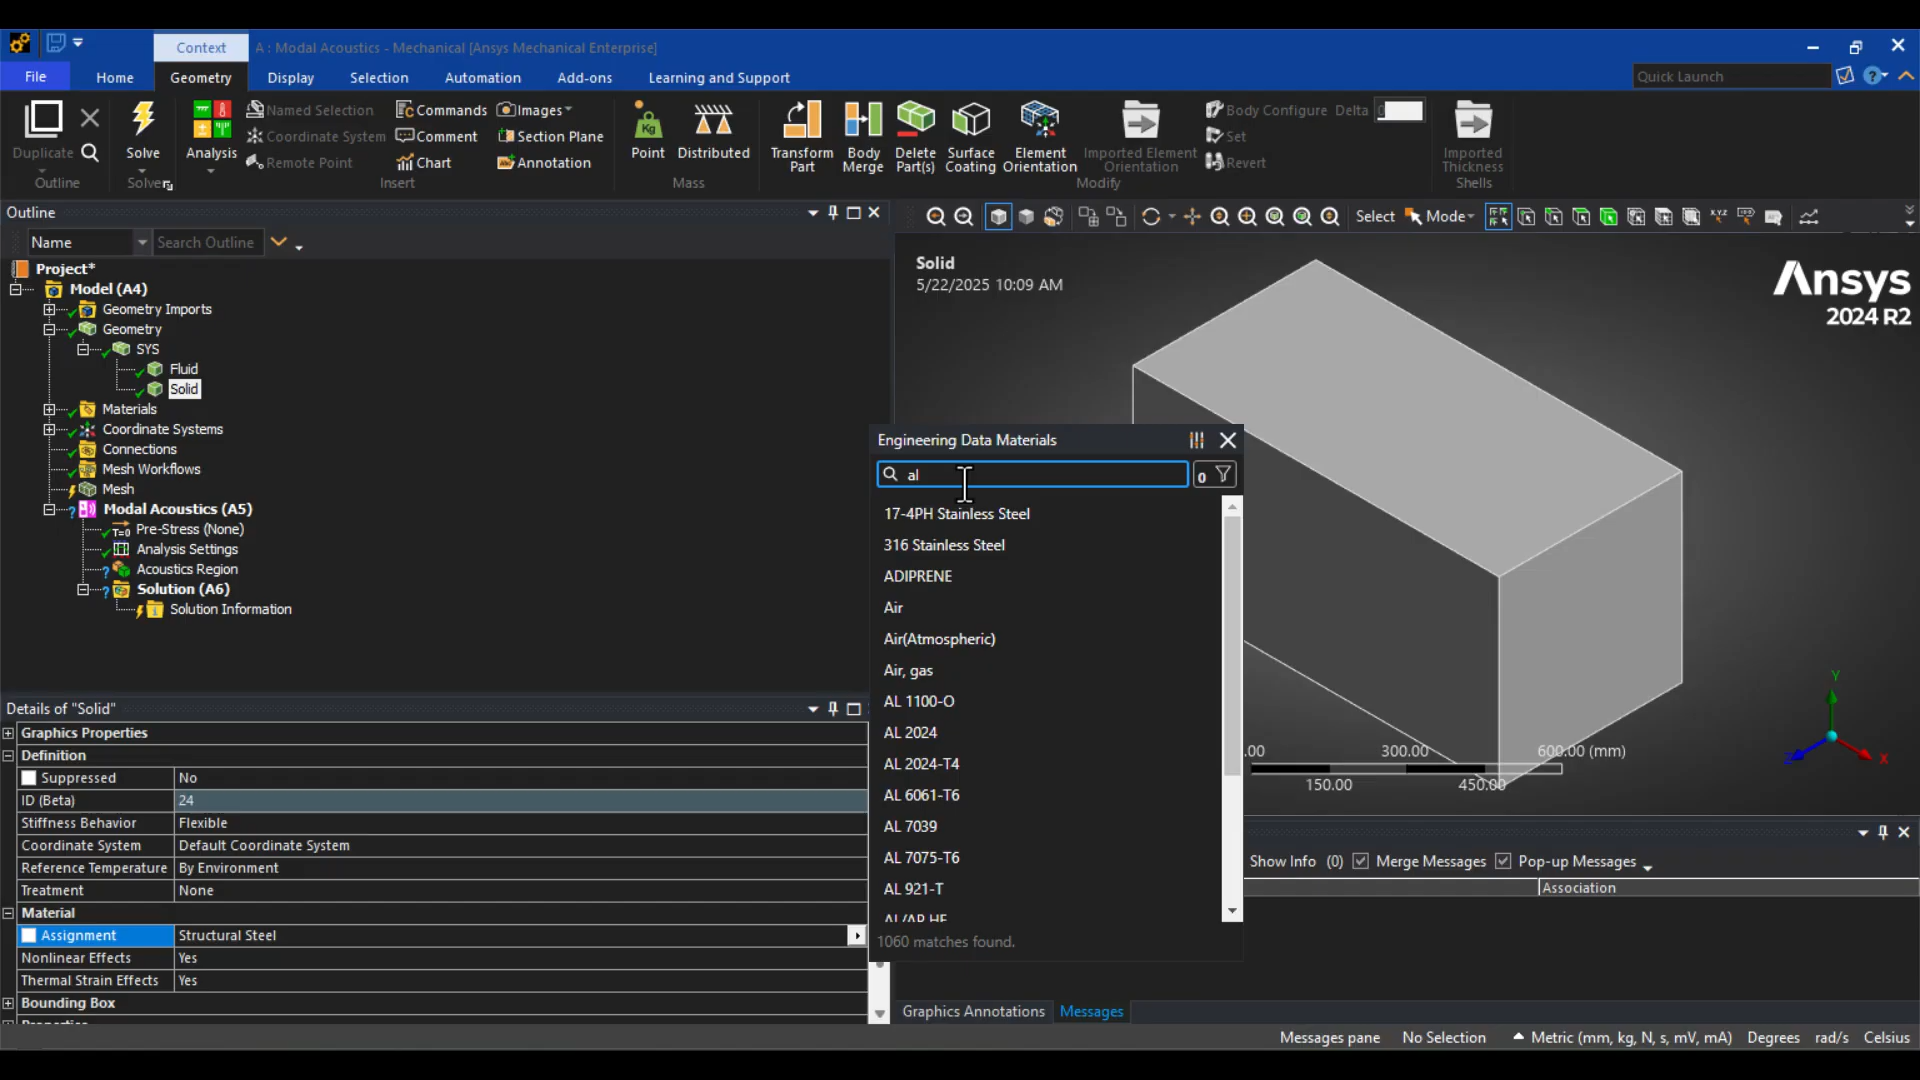 Context
A : Modal Acoustics - Mechanical [Ansys Mechanical Enterprise]
File Home Geometry Display Selection Automation Add-ons Learning and Support
Quick Launch
Duplicate
Outline
Solve
Solve
Analysis
Named Selection
Coordinate System
Remote Point
Commands
Comment
Chart
Images
Section Plane
Annotation
Insert
Point
Distributed
Mass
Transform
Part
Body
Merge
Delete
Part(s)
Surface
Coating
Element
Orientation
Imported Element
Orientation
Body Configure Delta
Set
Revert
Modify
Imported
Thickness
Shells
Outline
Name
Search Outline
Project*
Model (A4)
Geometry Imports
Geometry
SYS
Fluid
Solid
Materials
Coordinate Systems
Connections
Mesh Workflows
Mesh
Modal Acoustics (A5)
T=0 Pre-Stress (None)
Analysis Settings
Acoustics Region
Solution (A6)
Solution Information
Details of "Solid"
Graphics Properties
Definition
Suppressed No
ID (Beta) 24
Stiffness Behavior Flexible
Coordinate System Default Coordinate System
Reference Temperature By Environment
Treatment None
Material
Assignment Structural Steel
Nonlinear Effects Yes
Thermal Strain Effects Yes
Bounding Box
Select Mode
Solid
5/22/2025 10:09 AM
Ansys
2024 R2
Engineering Data Materials
al
0
17-4PH Stainless Steel
316 Stainless Steel
ADIPRENE
Air
Air(Atmospheric)
Air, gas
AL 1100-O
AL 2024
AL 2024-T4
AL 6061-T6
AL 7039
AL 7075-T6
AL 921-T
AL/AP HE
1060 matches found.
.00 300.00 600.00 (mm)
150.00 450.00
Y
Z
X
Show Info (0) Merge Messages Pop-up Messages
Association
Graphics Annotations Messages
Messages pane No Selection Metric (mm, kg, N, s, mV, mA) Degrees rad/s Celsius